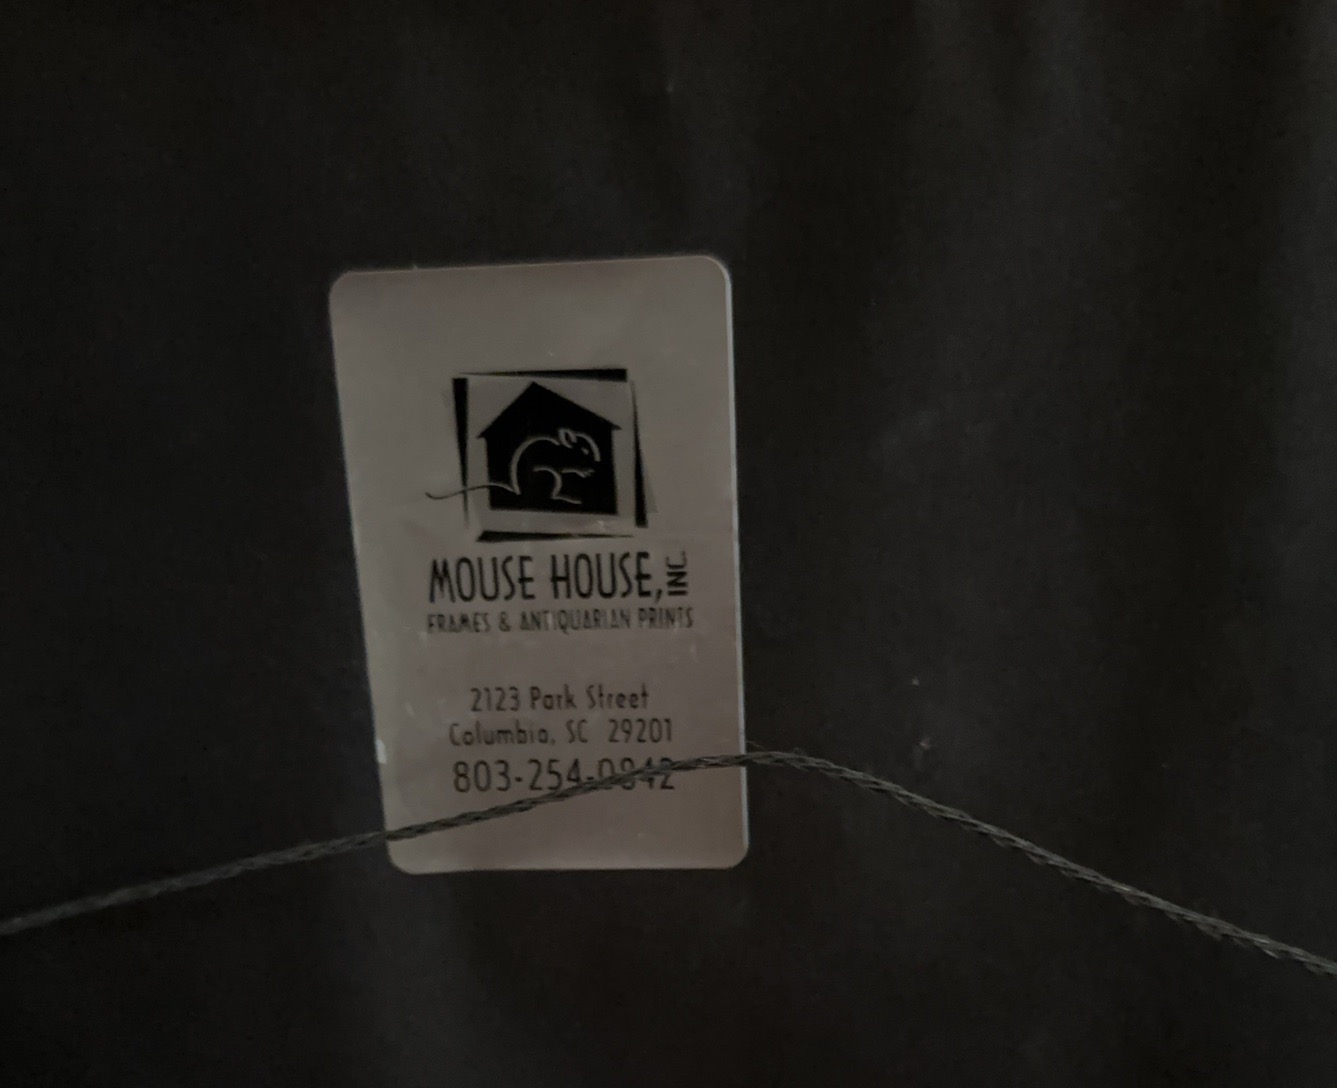 MOUSE HOUSE, INC
FRAMES & ANTIQUARIAN PRINTS
2123 Park Street
Columbia, SC 29201
803-254-0842